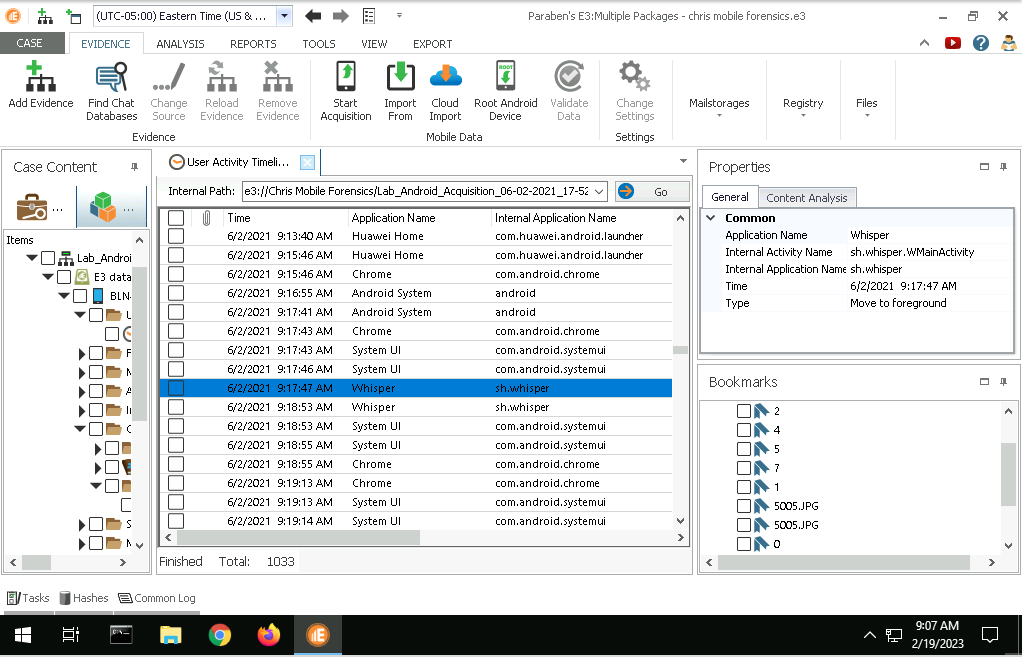 (UTC-05:00) Eastern Time (US & ...
Paraben's E3:Multiple Packages - chris mobile forensics.e3
CASE EVIDENCE ANALYSIS REPORTS TOOLS VIEW EXPORT
Add Evidence
Find Chat
Databases
Change
Source
Reload
Evidence
Remove
Evidence
Evidence
Start
Acquisition
Import
From
Cloud
Import
ROOT
Root Android
Device
Validate
Data
Mobile Data
Change
Settings
Settings
Mailstorages
Registry
Files
Case Content
...
...
Items
Lab_Androi
E3 data
BLN-
U
F
M
A
In
C
S
M
User Activity Timeli...
Internal Path: e3://Chris Mobile Forensics/Lab_Android_Acquisition_06-02-2021_17-52 Go
Time Application Name Internal Application Name
6/2/2021 9:13:40 AM Huawei Home com.huawei.android.launcher
6/2/2021 9:15:46 AM Huawei Home com.huawei.android.launcher
6/2/2021 9:15:46 AM Chrome com.android.chrome
6/2/2021 9:16:55 AM Android System android
6/2/2021 9:17:41 AM Android System android
6/2/2021 9:17:43 AM Chrome com.android.chrome
6/2/2021 9:17:43 AM System UI com.android.systemui
6/2/2021 9:17:46 AM System UI com.android.systemui
6/2/2021 9:17:47 AM Whisper sh.whisper
6/2/2021 9:18:53 AM Whisper sh.whisper
6/2/2021 9:18:53 AM System UI com.android.systemui
6/2/2021 9:18:55 AM System UI com.android.systemui
6/2/2021 9:18:55 AM Chrome com.android.chrome
6/2/2021 9:19:13 AM Chrome com.android.chrome
6/2/2021 9:19:13 AM System UI com.android.systemui
6/2/2021 9:19:14 AM System UI com.android.systemui
Finished Total: 1033
Properties
General Content Analysis
Common
Application Name Whisper
Internal Activity Name sh.whisper.WMainActivity
Internal Application Name sh.whisper
Time 6/2/2021 9:17:47 AM
Type Move to foreground
Bookmarks
2
4
5
7
1
5005.JPG
5005.JPG
0
Tasks Hashes Common Log
9:07 AM
2/19/2023